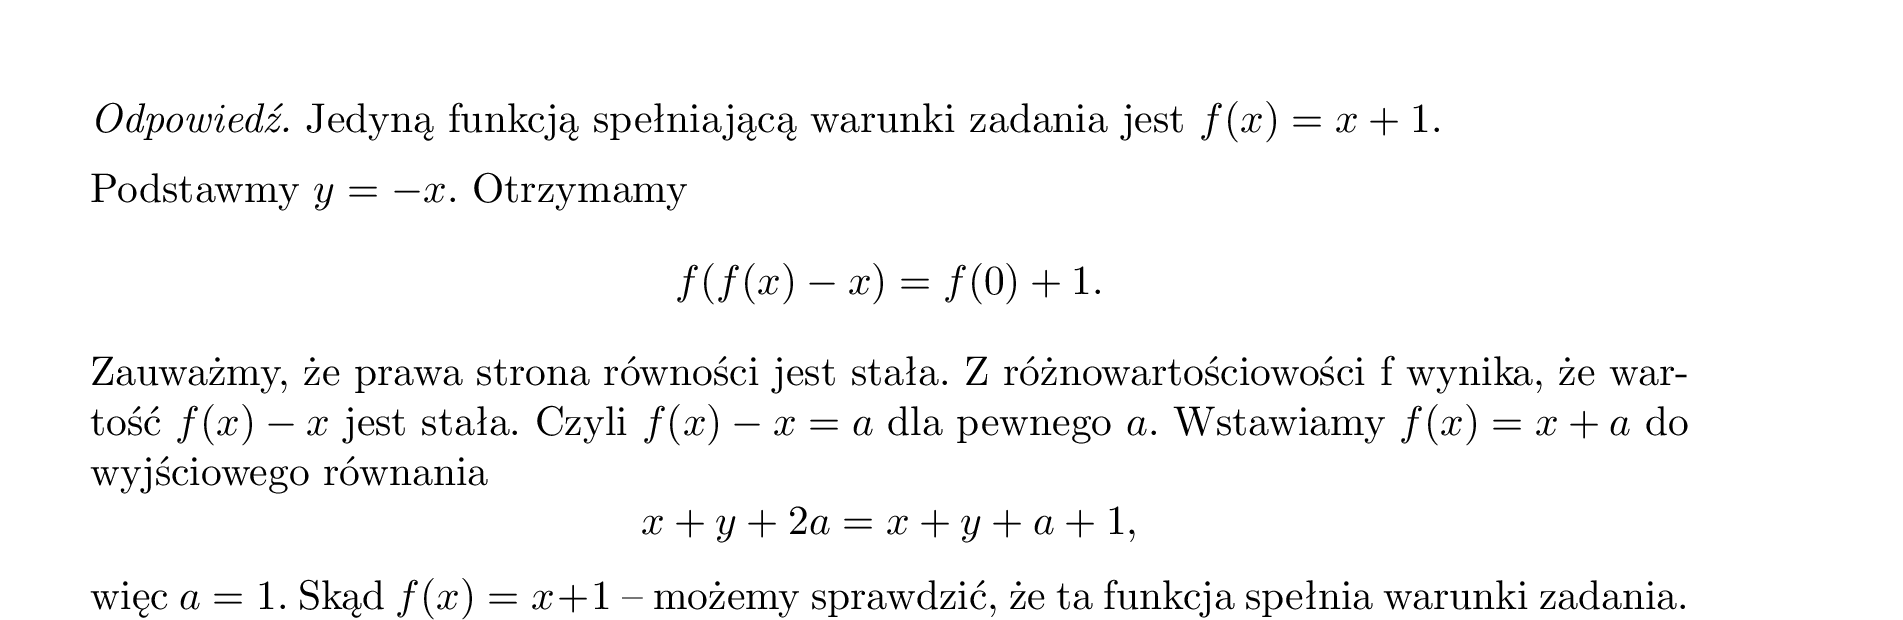 Odpowiedź. Jedyną funkcją spełniającą warunki zadania jest f(x) = x + 1.
Podstawmy y = −x. Otrzymamy
f(f(x) − x) = f(0) + 1.
Zauważmy, że prawa strona równości jest stała. Z różnowartościowości f wynika, że war-
tość f(x) − x jest stała. Czyli f(x) − x = a dla pewnego a. Wstawiamy f(x) = x + a do
wyjściowego równania
x + y + 2a = x + y + a + 1,
więc a = 1. Skąd f(x) = x+1 – możemy sprawdzić, że ta funkcja spełnia warunki zadania.